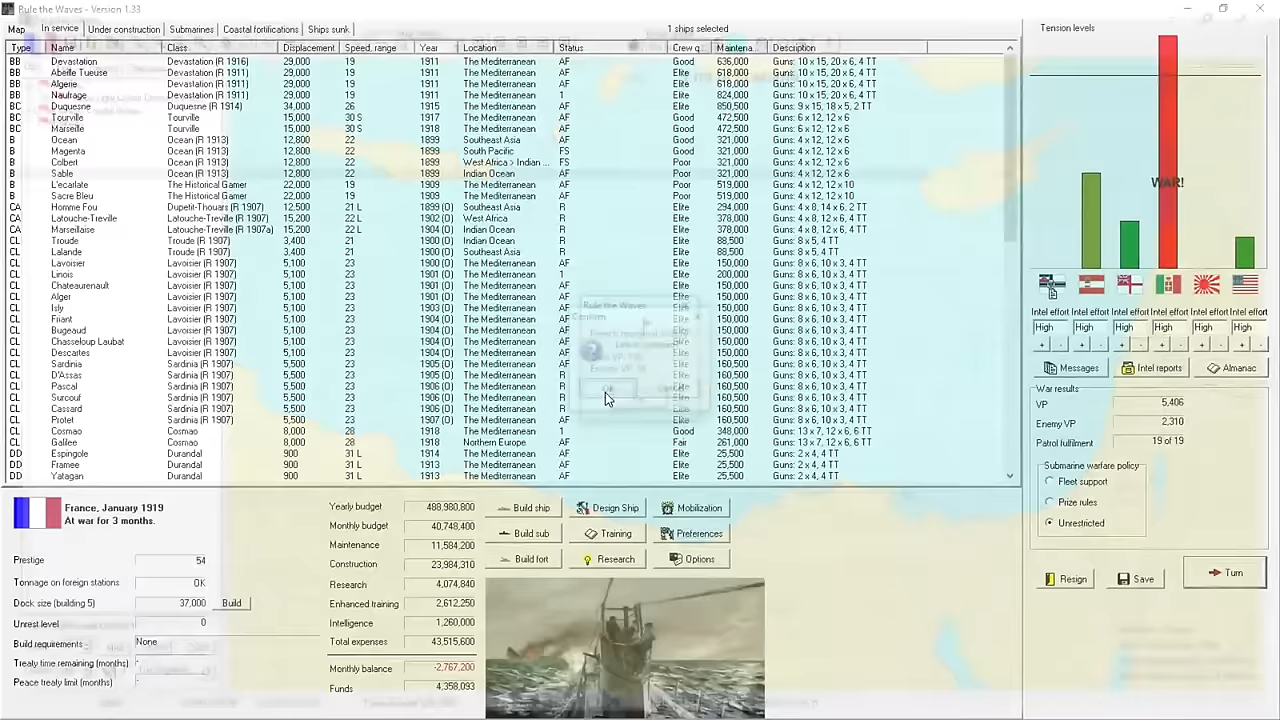 Rule the Waves - Version 1.33
Map In service Under construction Submarines Coastal fortifications Ships sunk 1 ships selected
Type Name Class Displacement Speed, range Year Location Status Crew q... Maintena... Description
BB Devastation Devastation (R 1916) 29,000 19 1911 The Mediterranean AF Good 636,000 Guns: 10 x 15, 20 x 6, 4 TT
BB Abeille Tueuse Devastation (R 1911) 29,000 19 1911 The Mediterranean AF Elite 618,000 Guns: 10 x 15, 20 x 6, 4 TT
BB Algerie Devastation (R 1911) 29,000 19 1911 The Mediterranean AF Elite 618,000 Guns: 10 x 15, 20 x 6, 4 TT
BB Naufrage Devastation (R 1911) 29,000 19 1911 The Mediterranean 1 Elite 824,000 Guns: 10 x 15, 20 x 6, 4 TT
BC Duquesne Duquesne (R 1914) 34,000 26 1915 The Mediterranean AF Good 850,500 Guns: 9 x 15, 18 x 5, 2 TT
BC Tourville Tourville 15,000 30 S 1917 The Mediterranean AF Good 472,500 Guns: 6 x 12, 12 x 6
BC Marseille Tourville 15,000 30 S 1918 The Mediterranean AF Good 472,500 Guns: 6 x 12, 12 x 6
B Ocean Ocean (R 1913) 12,800 22 1899 Southeast Asia AF Good 321,000 Guns: 4 x 12, 12 x 6
B Magenta Ocean (R 1913) 12,800 22 1899 South Pacific FS Good 321,000 Guns: 4 x 12, 12 x 6
B Colbert Ocean (R 1913) 12,800 22 1899 West Africa > Indian ... FS Poor 321,000 Guns: 4 x 12, 12 x 6
B Sable Ocean (R 1913) 12,800 22 1899 Indian Ocean AF Poor 321,000 Guns: 4 x 12, 12 x 6
B L'ecarlate The Historical Gamer 22,000 19 1909 The Mediterranean AF Poor 519,000 Guns: 4 x 12, 12 x 10
B Sacre Bleu The Historical Gamer 22,000 19 1909 The Mediterranean AF Poor 519,000 Guns: 4 x 12, 12 x 10
CA Homme Fou Dupetit-Thouars (R 1907) 12,500 21 L 1899 (O) Southeast Asia R Elite 294,000 Guns: 4 x 8, 14 x 6, 2 TT
CA Latouche-Treville Latouche-Treville (R 1907) 15,200 22 L 1902 (O) West Africa R Elite 378,000 Guns: 4 x 8, 12 x 6, 4 TT
CA Marseillaise Latouche-Treville (R 1907a) 15,200 22 L 1904 (O) Indian Ocean R Elite 378,000 Guns: 4 x 8, 12 x 6, 4 TT
CL Troude Troude (R 1907) 3,400 21 1900 (O) Indian Ocean R Elite 88,500 Guns: 8 x 5, 4 TT
CL Lalande Troude (R 1907) 3,400 21 1900 (O) Southeast Asia R Elite 88,500 Guns: 8 x 5, 4 TT
CL Lavoisier Lavoisier (R 1907) 5,100 23 1900 (O) The Mediterranean AF Elite 150,000 Guns: 8 x 6, 10 x 3, 4 TT
CL Linois Lavoisier (R 1907) 5,100 23 1901 (O) The Mediterranean 1 Elite 200,000 Guns: 8 x 6, 10 x 3, 4 TT
CL Chateaurenault Lavoisier (R 1907) 5,100 23 1901 (O) The Mediterranean AF Elite 150,000 Guns: 8 x 6, 10 x 3, 4 TT
CL Alger Lavoisier (R 1907) 5,100 23 1901 (O) The Mediterranean AF Elite 150,000 Guns: 8 x 6, 10 x 3, 4 TT
CL Isly Lavoisier (R 1907) 5,100 23 1903 (O) The Mediterranean AF Elite 150,000 Guns: 8 x 6, 10 x 3, 4 TT
CL Friant Lavoisier (R 1907) 5,100 23 1904 (O) The Mediterranean AF Elite 150,000 Guns: 8 x 6, 10 x 3, 4 TT
CL Bugeaud Lavoisier (R 1907) 5,100 23 1904 (O) The Mediterranean AF 150,000 Guns: 8 x 6, 10 x 3, 4 TT
CL Chasseloup Laubat Lavoisier (R 1907) 5,100 23 1904 (O) The Mediterranean AF 150,000 Guns: 8 x 6, 10 x 3, 4 TT
CL Descartes Lavoisier (R 1907) 5,100 23 1904 (O) The Mediterranean AF Elite 150,000 Guns: 8 x 6, 10 x 3, 4 TT
CL Sardinia Sardinia (R 1907) 5,500 23 1905 (O) The Mediterranean AF Elite 160,500 Guns: 8 x 6, 10 x 3, 4 TT
CL D'Assas Sardinia (R 1907) 5,500 23 1906 (O) The Mediterranean AF Elite 160,500 Guns: 8 x 6, 10 x 3, 4 TT
CL Pascal Sardinia (R 1907) 5,500 23 1906 (O) The Mediterranean R Elite 160,500 Guns: 8 x 6, 10 x 3, 4 TT
CL Surcouf Sardinia (R 1907) 5,500 23 1906 (O) The Mediterranean R Elite 160,500 Guns: 8 x 6, 10 x 3, 4 TT
CL Cassard Sardinia (R 1907) 5,500 23 1906 (O) The Mediterranean R Elite 160,500 Guns: 8 x 6, 10 x 3, 4 TT
CL Protet Sardinia (R 1907) 5,500 23 1907 (O) The Mediterranean AF Elite 160,500 Guns: 8 x 6, 10 x 3, 4 TT
CL Cosmao Cosmao 8,000 28 1918 The Mediterranean 1 Good 348,000 Guns: 13 x 7, 12 x 6, 6 TT
CL Galilee Cosmao 8,000 28 1918 Northern Europe AF Fair 261,000 Guns: 13 x 7, 12 x 6, 6 TT
DD Espingole Durandal 900 31 L 1914 The Mediterranean AF Elite 25,500 Guns: 2 x 4, 4 TT
DD Framee Durandal 900 31 L 1913 The Mediterranean AF Elite 25,500 Guns: 2 x 4, 4 TT
DD Yatagan Durandal 900 31 L 1913 The Mediterranean AF Elite 25,500 Guns: 2 x 4, 4 TT
Tension levels
WAR!
Intel effort Intel effort Intel effort Intel effort Intel effort Intel effort
High High High High High High
+ - + - + - + - + - + -
Messages Intel reports Almanac
War results
VP 5,406
Enemy VP 2,310
Patrol fulfilment 19 of 19
Submarine warfare policy
Fleet support
Prize rules
Unrestricted
Resign Save Turn
France, January 1919
At war for 3 months.
Prestige 54
Tonnage on foreign stations OK
Dock size (building 5) 37,000 Build
Unrest level 0
Build requirements None
Treaty time remaining (months) -
Peace treaty limit (months) -
Yearly budget 488,980,800
Monthly budget 40,748,400
Maintenance 11,584,200
Construction 23,984,310
Research 4,074,840
Enhanced training 2,612,250
Intelligence 1,260,000
Total expenses 43,515,600
Monthly balance -2,767,200
Funds 4,358,093
Build ship Design Ship Mobilization
Build sub Training Preferences
Build fort Research Options
Rule the Waves
Confirm